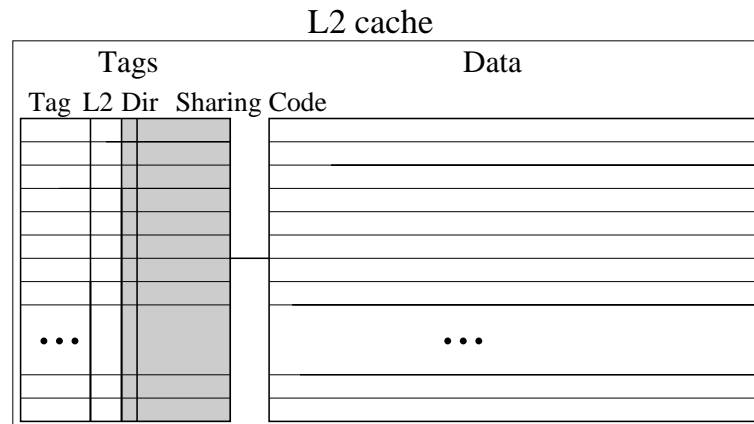 L2 cache
Tags Data
Tag L2 Dir Sharing Code
••• •••